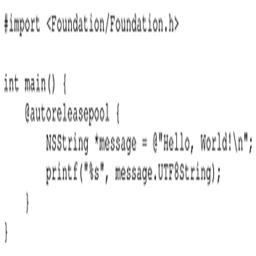 #import <Foundation/Foundation.h>

int main() {
    @autoreleasepool {
        NSString *message = @"Hello, World!\n";
        printf("%s", message.UTF8String);
    }
}